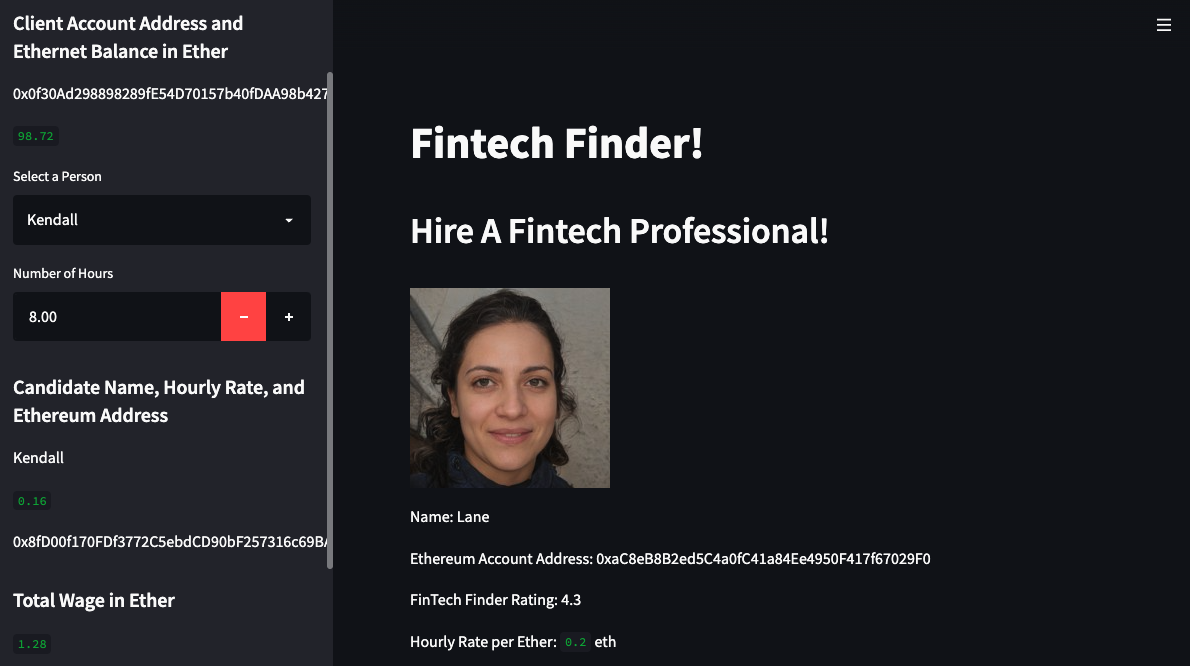 Client Account Address and
Ethernet Balance in Ether
0x0f30Ad298898289fE54D70157b40fDAA98b427
98.72
Select a Person
Kendall
Number of Hours
8.00
Candidate Name, Hourly Rate, and
Ethereum Address
Kendall
0.16
0x8fD00f170FDf3772C5ebdCD90bF257316c69BA
Total Wage in Ether
1.28
Fintech Finder!
Hire A Fintech Professional!
Name: Lane
Ethereum Account Address: 0xaC8eB8B2ed5C4a0fC41a84Ee4950F417f67029F0
FinTech Finder Rating: 4.3
Hourly Rate per Ether: 0.2 eth